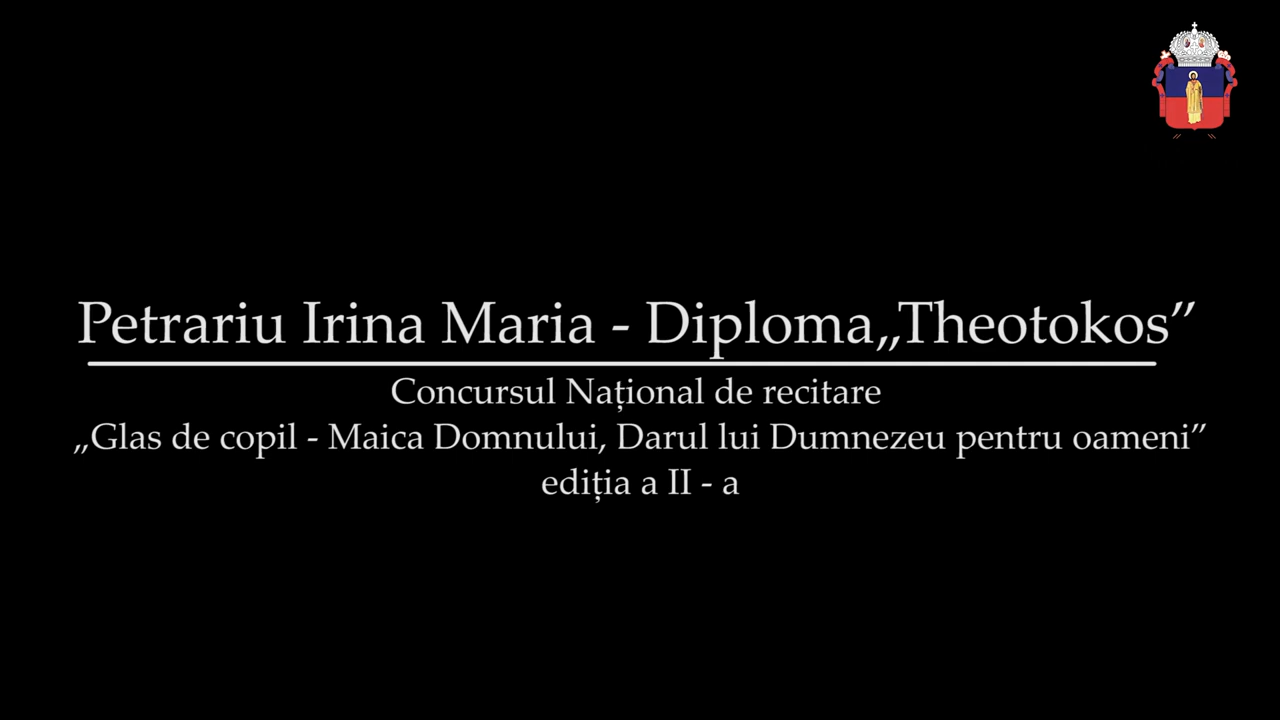 Petrariu Irina Maria - Diploma„Theotokos”
Concursul Național de recitare
„Glas de copil - Maica Domnului, Darul lui Dumnezeu pentru oameni”
ediția a II - a